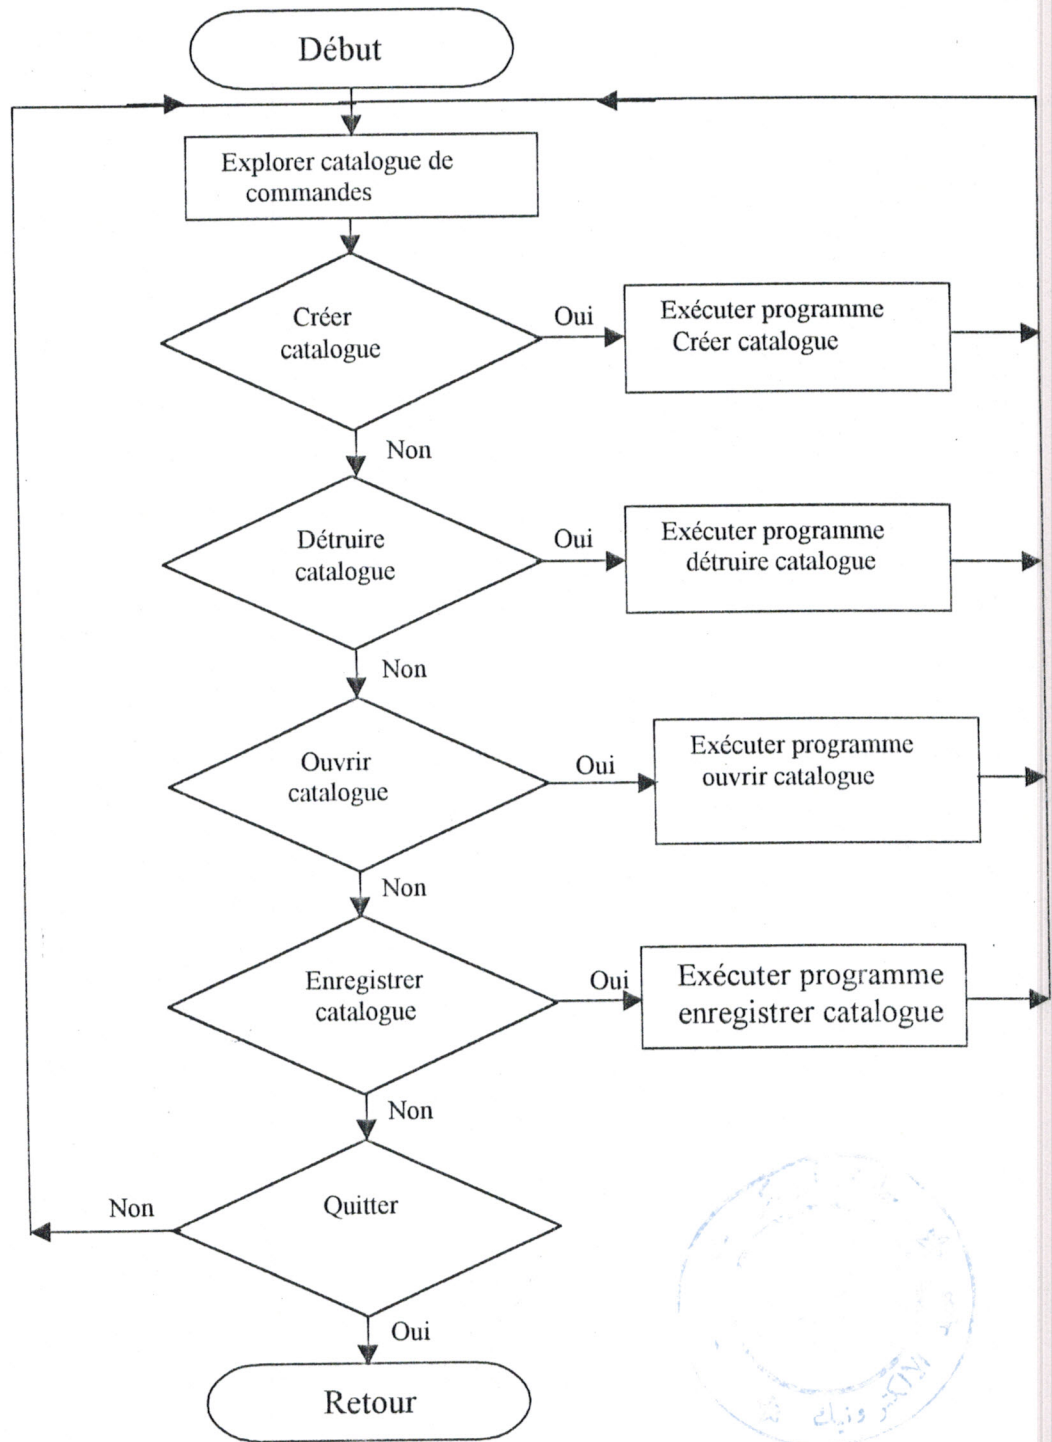 Début
Explorer catalogue de
commandes
Créer
catalogue
Oui
Exécuter programme
Créer catalogue
Non
Détruire
catalogue
Oui
Exécuter programme
détruire catalogue
Non
Ouvrir
catalogue
Oui
Exécuter programme
ouvrir catalogue
Non
Enregistrer
catalogue
Oui
Exécuter programme
enregistrer catalogue
Non
Quitter
Non
Oui
Retour